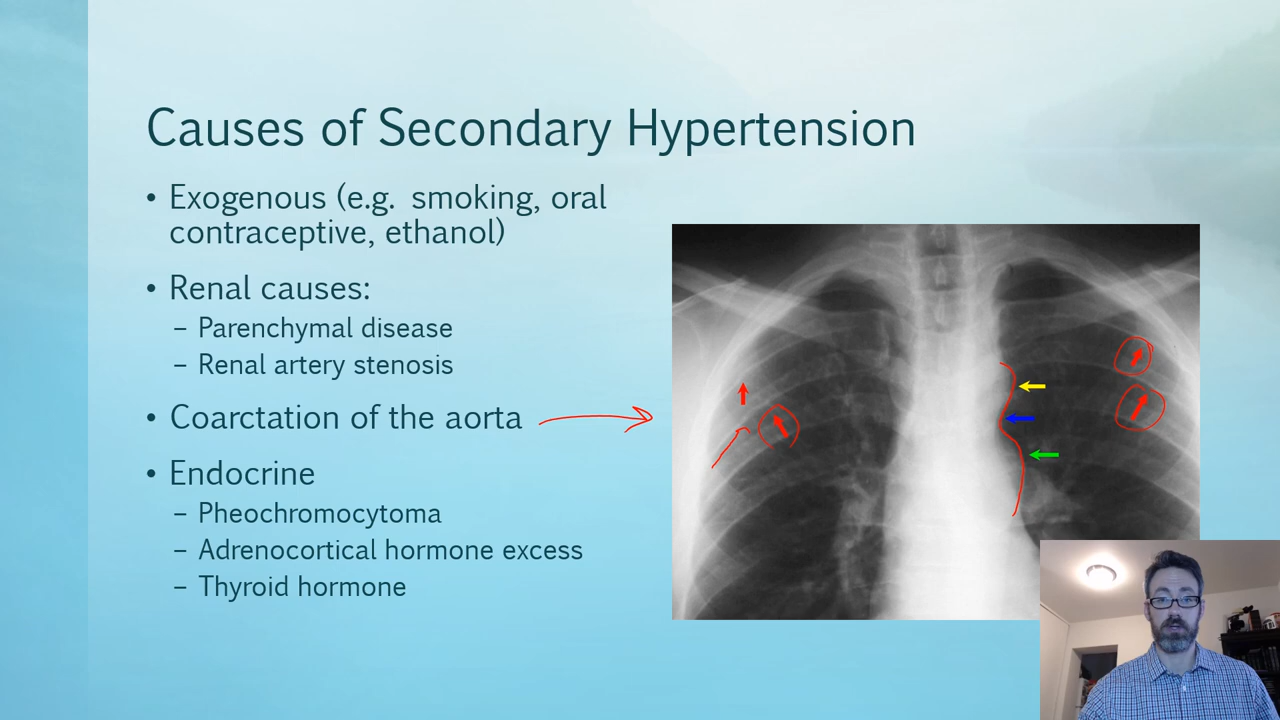 Causes of Secondary Hypertension
• Exogenous (e.g. smoking, oral
contraceptive, ethanol)
• Renal causes:
– Parenchymal disease
– Renal artery stenosis
• Coarctation of the aorta
• Endocrine
– Pheochromocytoma
– Adrenocortical hormone excess
– Thyroid hormone